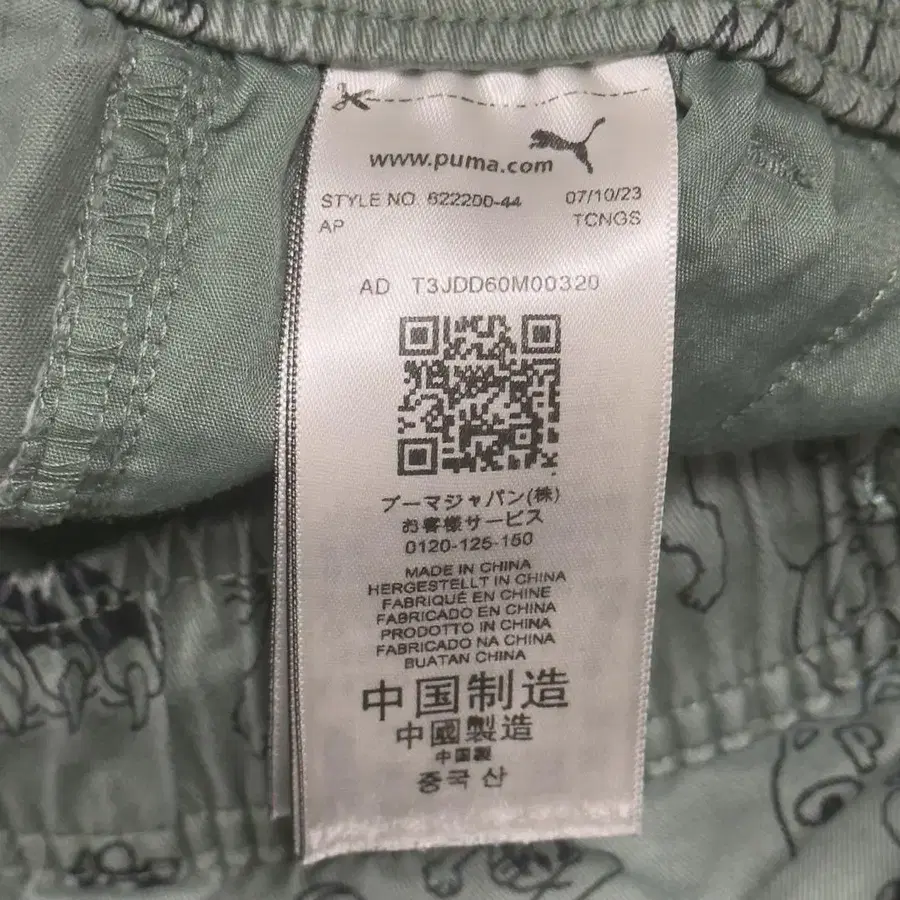 www.puma.com
STYLE NO 622200-44 07/10/23
AP TCNGS
AD T3JDD60M00320
プーマジャパン(株)
お客様サービス
0120-125-150
MADE IN CHINA
HERGESTELLT IN CHINA
FABRIQUÉ EN CHINE
FABRICADO EN CHINA
PRODOTTO IN CHINA
FABRICADO NA CHINA
BUATAN CHINA
中国制造
中國製造
中国製
중국 산